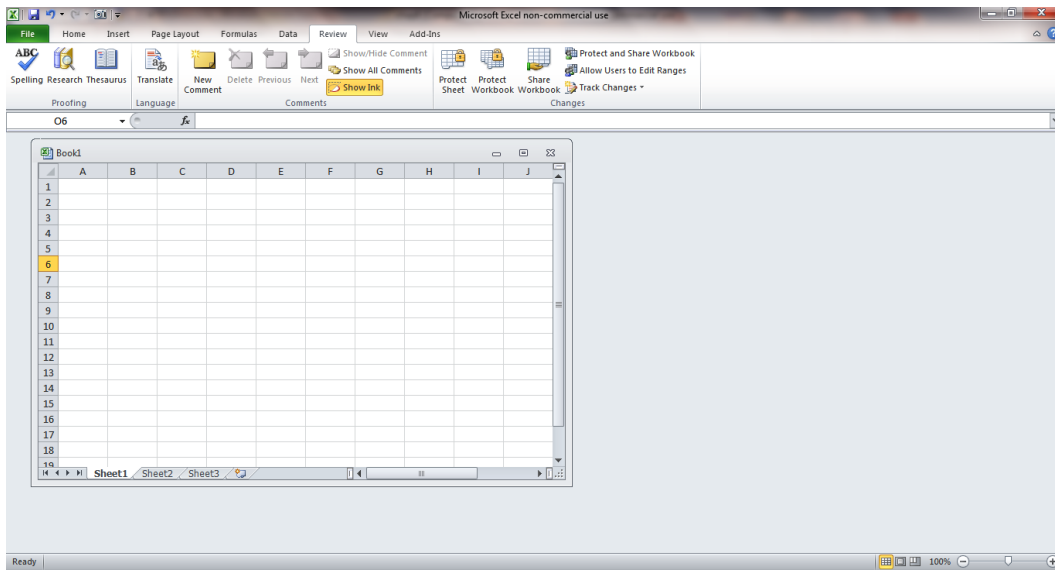 Microsoft Excel non-commercial use
File Home Insert Page Layout Formulas Data Review View Add-Ins
ABC
Spelling Research Thesaurus Translate New Comment Delete Previous Next
Show/Hide Comment
Show All Comments
Show Ink
Protect Sheet Protect Workbook Share Workbook
Protect and Share Workbook
Allow Users to Edit Ranges
Track Changes
Proofing Language Comments Changes
O6 fx
Book1
A B C D E F G H I J
1
2
3
4
5
6
7
8
9
10
11
12
13
14
15
16
17
18
19
Sheet1 Sheet2 Sheet3
Ready 100%